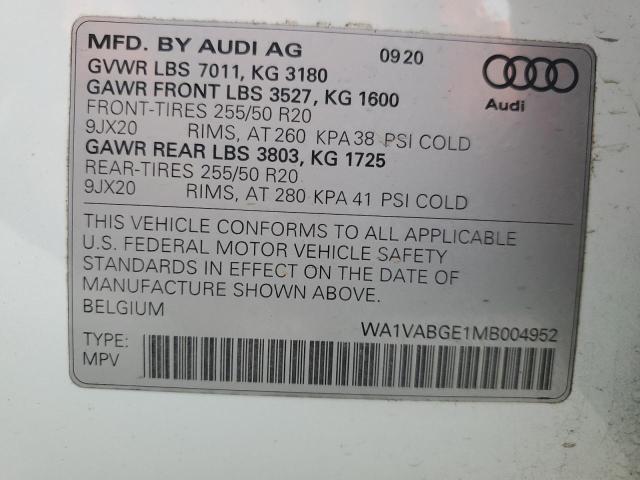 MFD. BY AUDI AG 09 20
GVWR LBS 7011, KG 3180
GAWR FRONT LBS 3527, KG 1600
Audi
FRONT-TIRES 255/50 R20
9JX20 RIMS, AT 260 KPA 38 PSI COLD
GAWR REAR LBS 3803, KG 1725
REAR-TIRES 255/50 R20
9JX20 RIMS, AT 280 KPA 41 PSI COLD
THIS VEHICLE CONFORMS TO ALL APPLICABLE
U.S. FEDERAL MOTOR VEHICLE SAFETY
STANDARDS IN EFFECT ON THE DATE OF
MANUFACTURE SHOWN ABOVE.
BELGIUM
WA1VABGE1MB004952
TYPE:
MPV